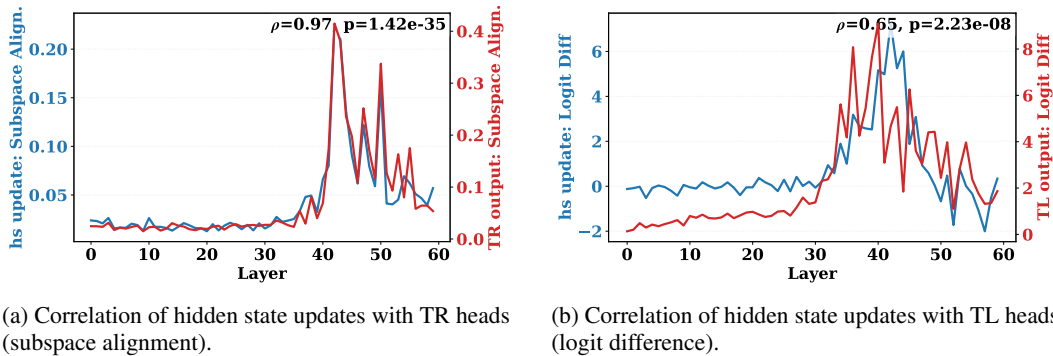 ρ=0.97, p=1.42e-35
hs update: Subspace Align.
0.20
0.15
0.10
0.05
TR output: Subspace Align.
0.4
0.3
0.2
0.1
0.0
0 10 20 30 40 50 60
Layer
(a) Correlation of hidden state updates with TR heads
(subspace alignment).
ρ=0.65, p=2.23e-08
hs update: Logit Diff
6
4
2
0
−2
TL output: Logit Diff
8
6
4
2
0
0 10 20 30 40 50 60
Layer
(b) Correlation of hidden state updates with TL heads
(logit difference).